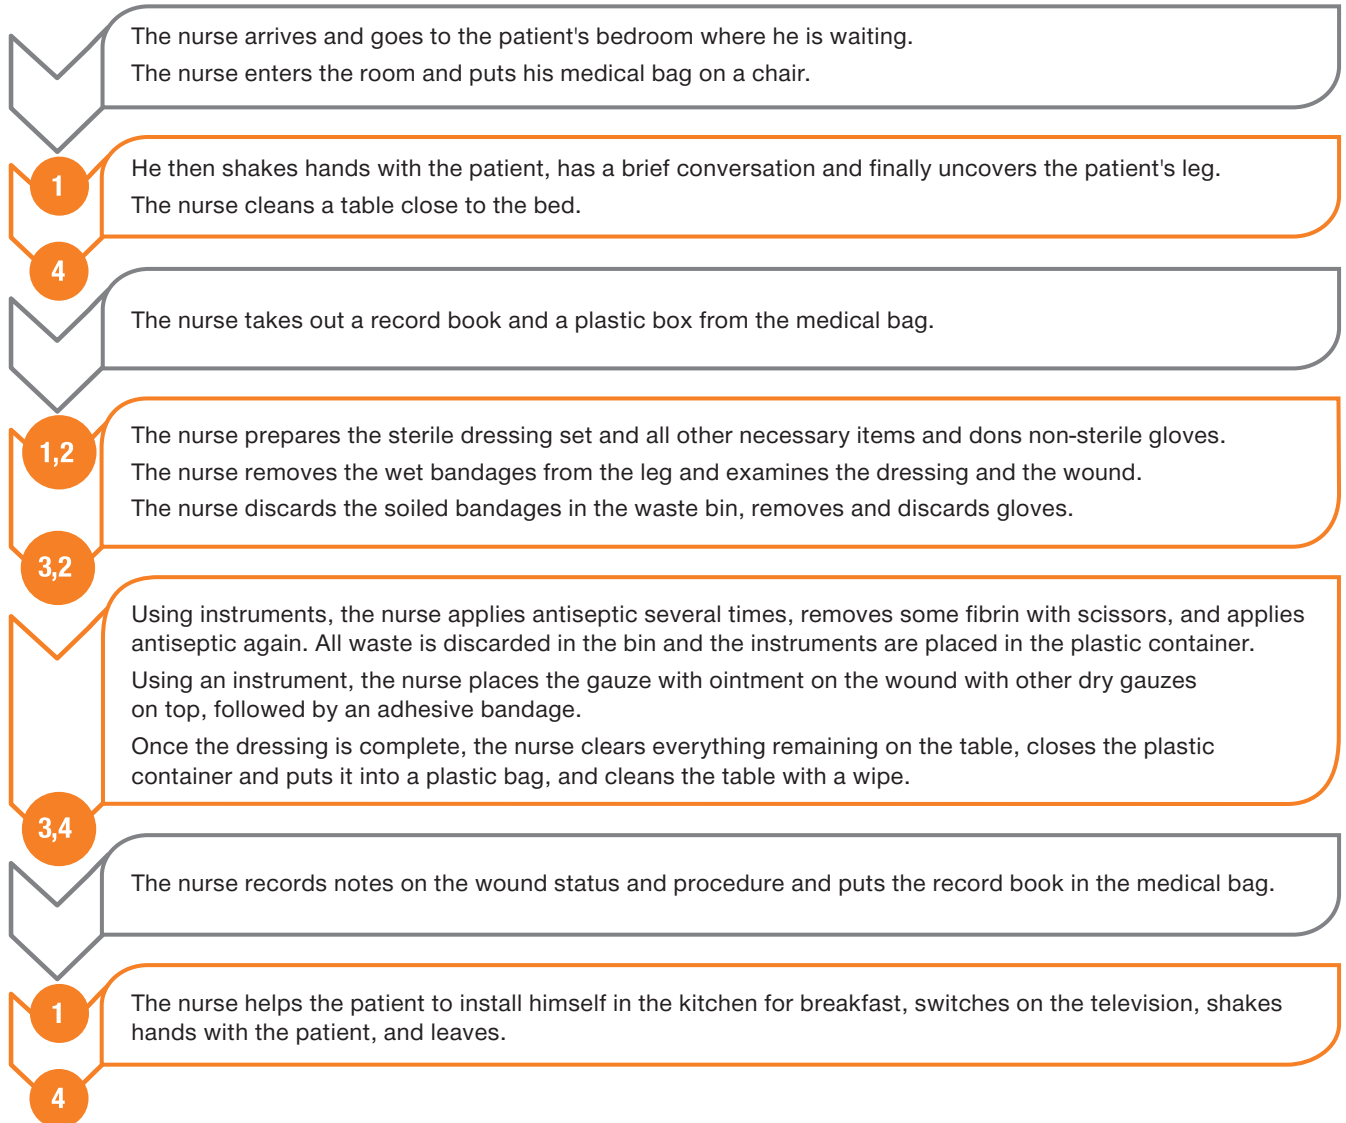 The nurse arrives and goes to the patient's bedroom where he is waiting.
The nurse enters the room and puts his medical bag on a chair.
1
He then shakes hands with the patient, has a brief conversation and finally uncovers the patient's leg.
The nurse cleans a table close to the bed.
4
The nurse takes out a record book and a plastic box from the medical bag.
1,2
The nurse prepares the sterile dressing set and all other necessary items and dons non-sterile gloves.
The nurse removes the wet bandages from the leg and examines the dressing and the wound.
The nurse discards the soiled bandages in the waste bin, removes and discards gloves.
3,2
Using instruments, the nurse applies antiseptic several times, removes some fibrin with scissors, and applies
antiseptic again. All waste is discarded in the bin and the instruments are placed in the plastic container.
Using an instrument, the nurse places the gauze with ointment on the wound with other dry gauzes
on top, followed by an adhesive bandage.
Once the dressing is complete, the nurse clears everything remaining on the table, closes the plastic
container and puts it into a plastic bag, and cleans the table with a wipe.
3,4
The nurse records notes on the wound status and procedure and puts the record book in the medical bag.
1
The nurse helps the patient to install himself in the kitchen for breakfast, switches on the television, shakes
hands with the patient, and leaves.
4